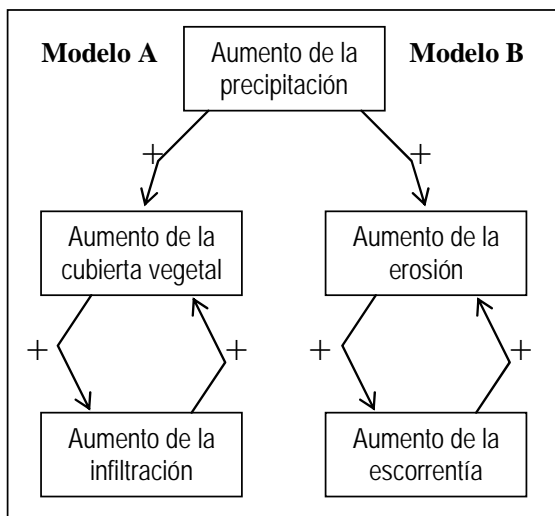 Modelo A
Aumento de la
precipitación
Modelo B
+
+
Aumento de la
cubierta vegetal
Aumento de la
erosión
+
+
+
+
Aumento de la
infiltración
Aumento de la
escorrentía